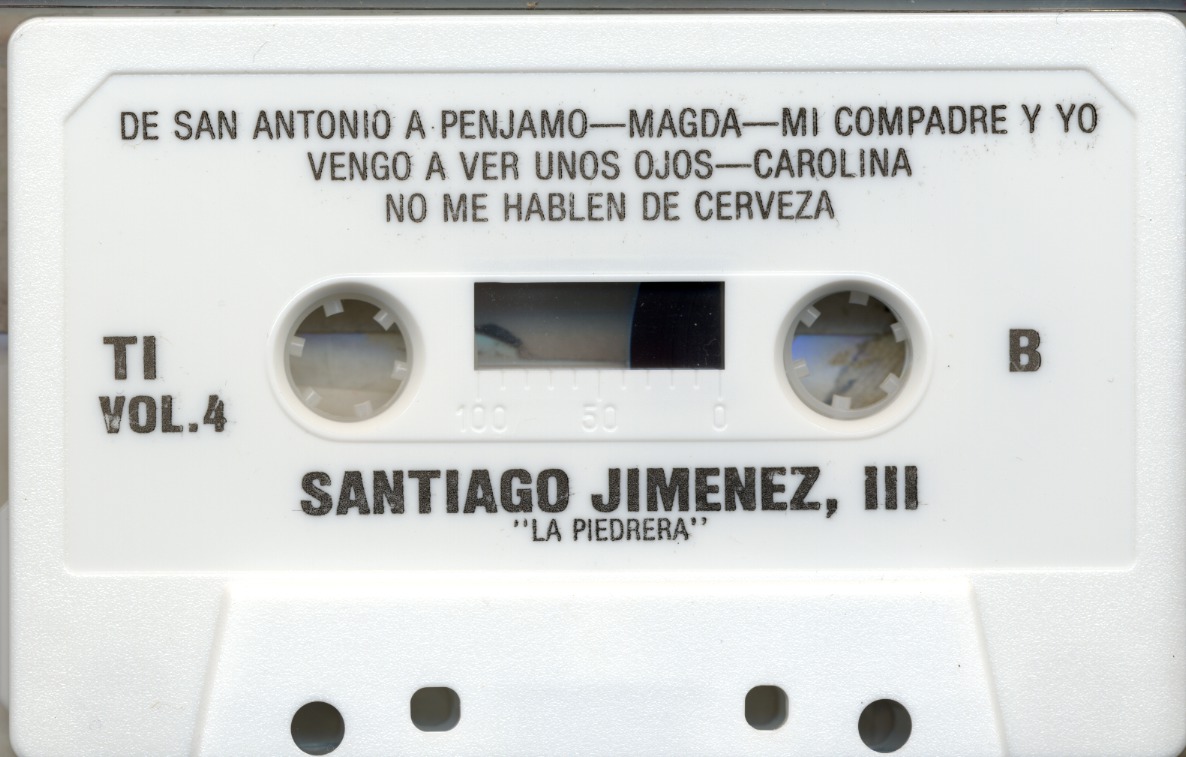 DE SAN ANTONIO A PENJAMO—MAGDA—MI COMPADRE Y YO
VENGO A VER UNOS OJOS—CAROLINA
NO ME HABLEN DE CERVEZA
TI
VOL.4
B
100 50 0
SANTIAGO JIMENEZ, III
"LA PIEDRERA"